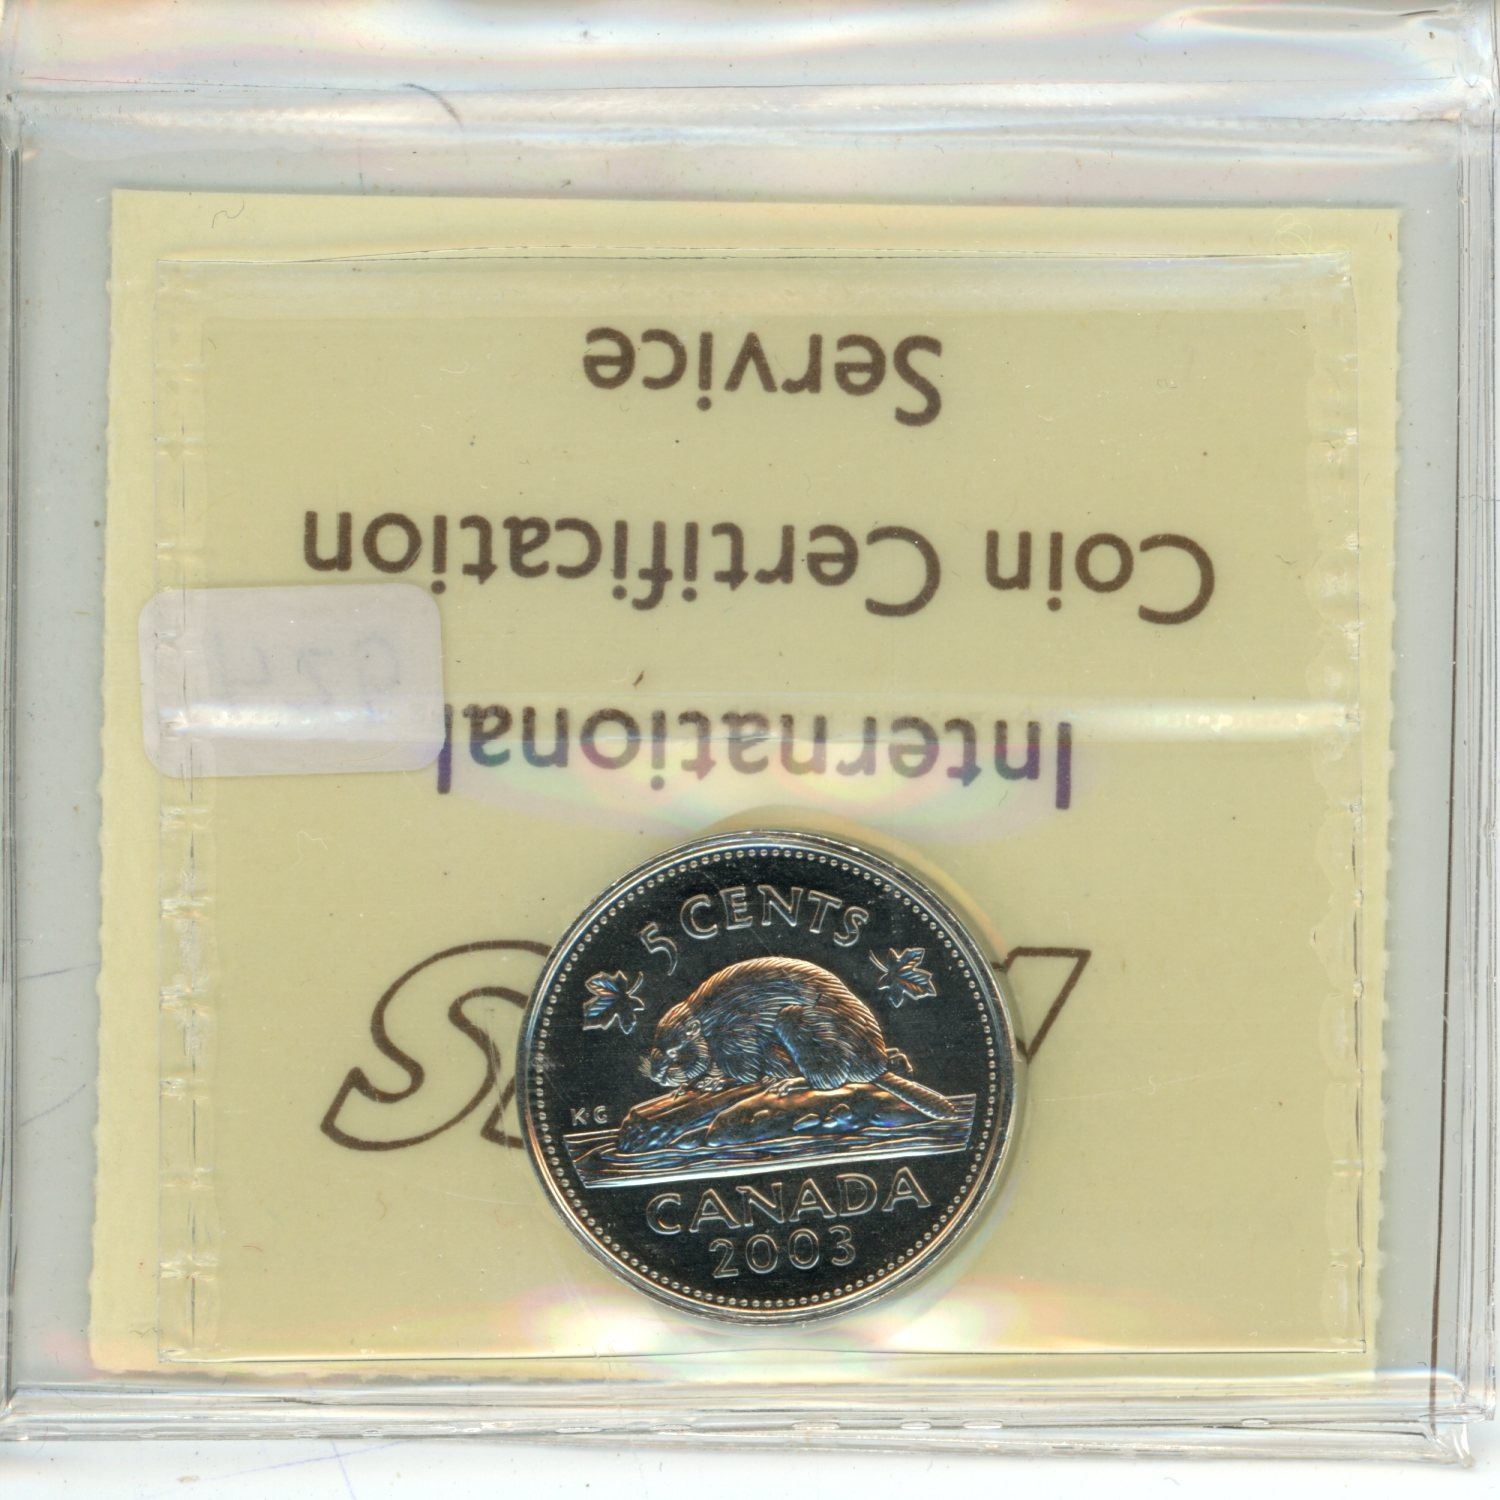 Service
Coin Certification
International
5 CENTS
KG
CANADA
2003